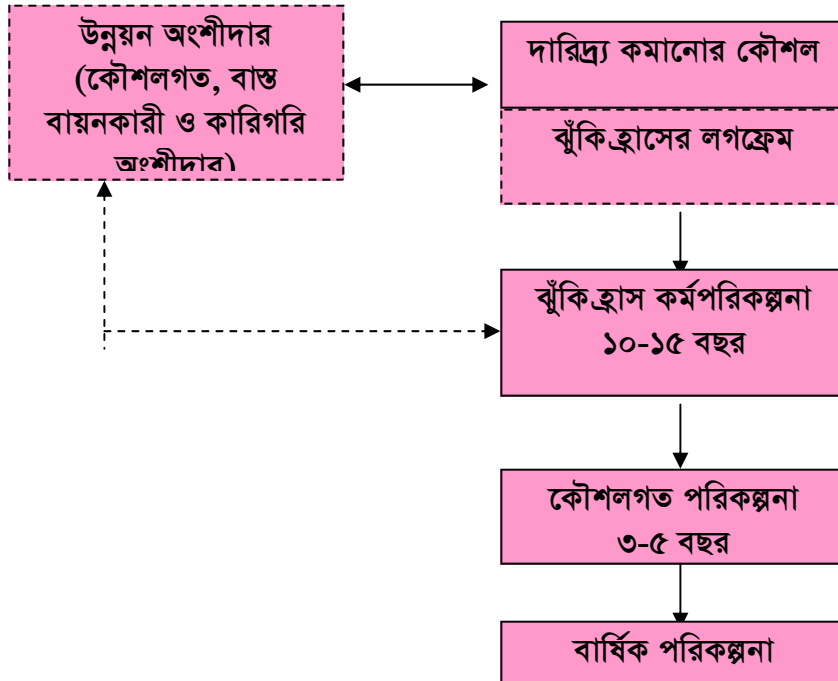 উন্নয়ন অংশীদার
(কৌশলগত, বাস্ত
বায়নকারী ও কারিগরি
অংশীদার)
দারিদ্র্য কমানোর কৌশল
ঝুঁকিহ্রাসের লগফ্রেম
ঝুঁকিহ্রাস কর্মপরিকল্পনা
১০-১৫ বছর
কৌশলগত পরিকল্পনা
৩-৫ বছর
বার্ষিক পরিকল্পনা